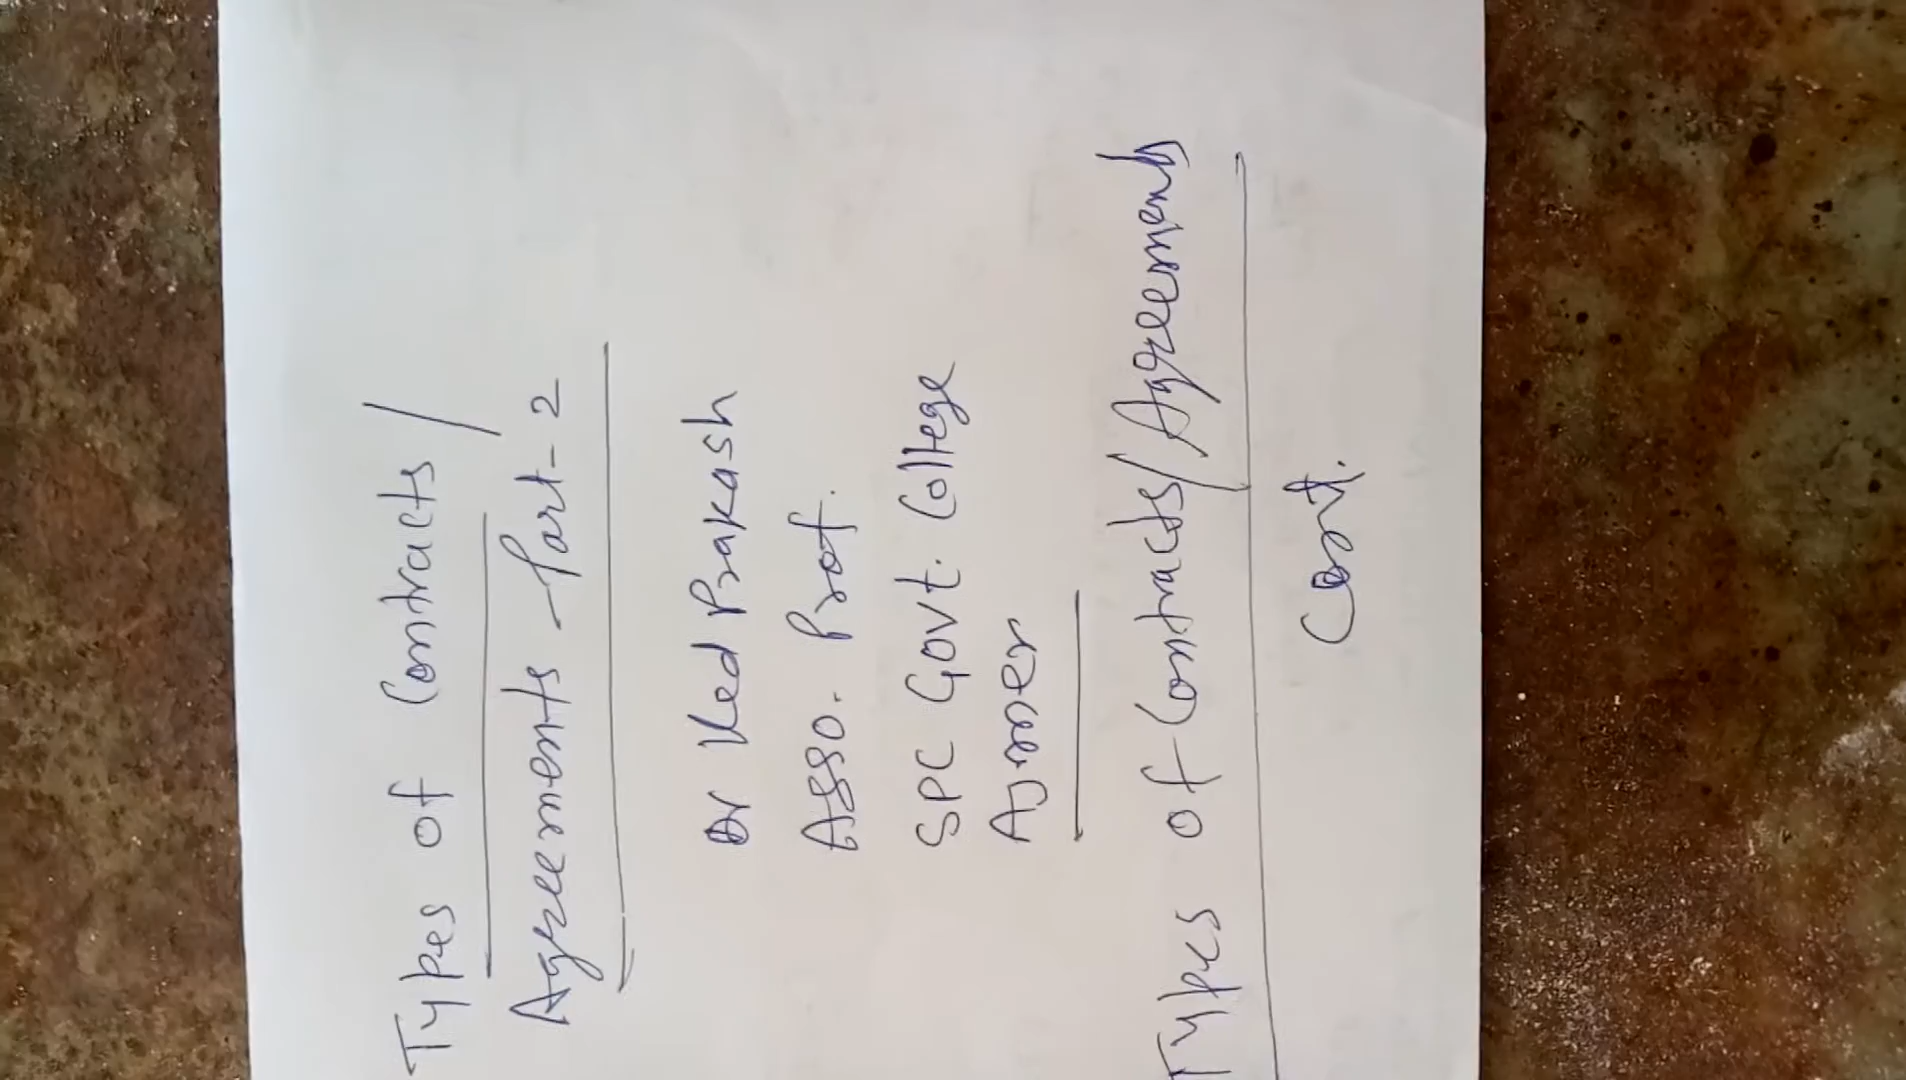 Types of Contracts /
Agreements - Part - 2
Dr Ved Prakash
Asso. Prof.
SPC Govt. College
Ajmer
Types of Contracts/Agreements
Cont.